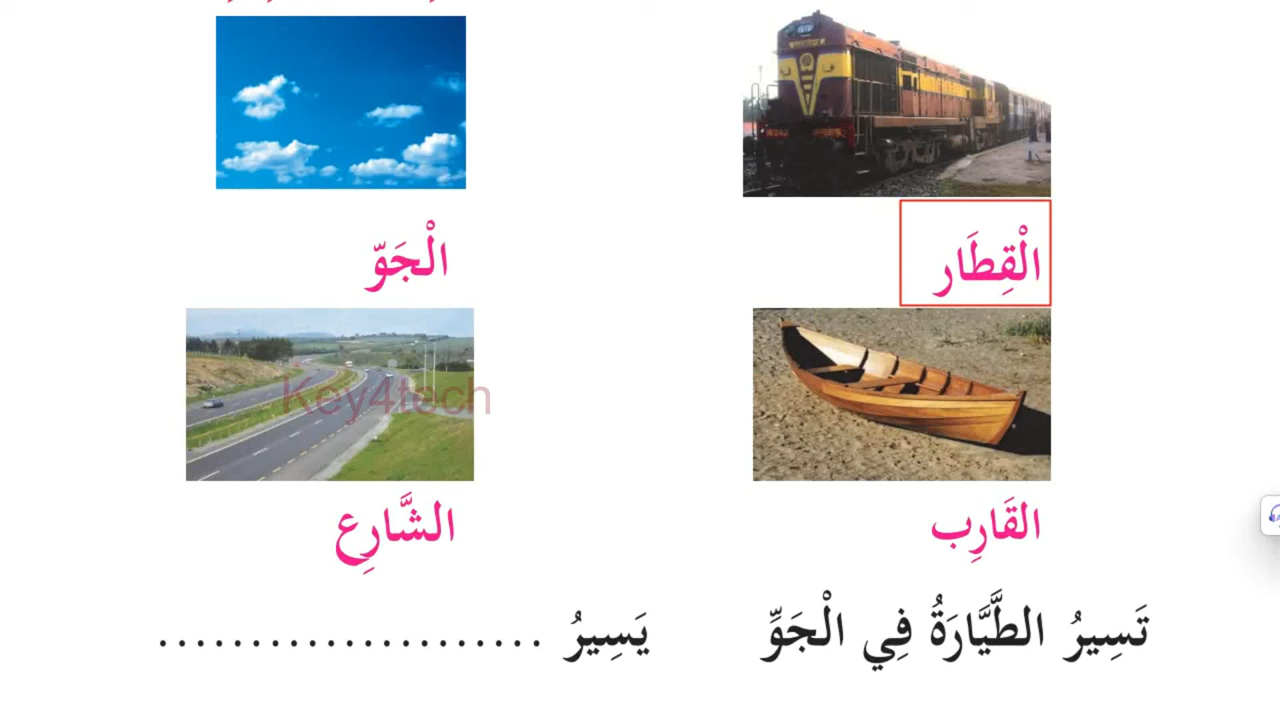 الْقِطَار
الْجَوّ
Key4tech
القَارِب
الشَّارِع
تَسِيرُ الطَّيَّارَةُ فِي الْجَوِّ
يَسِيرُ .....................